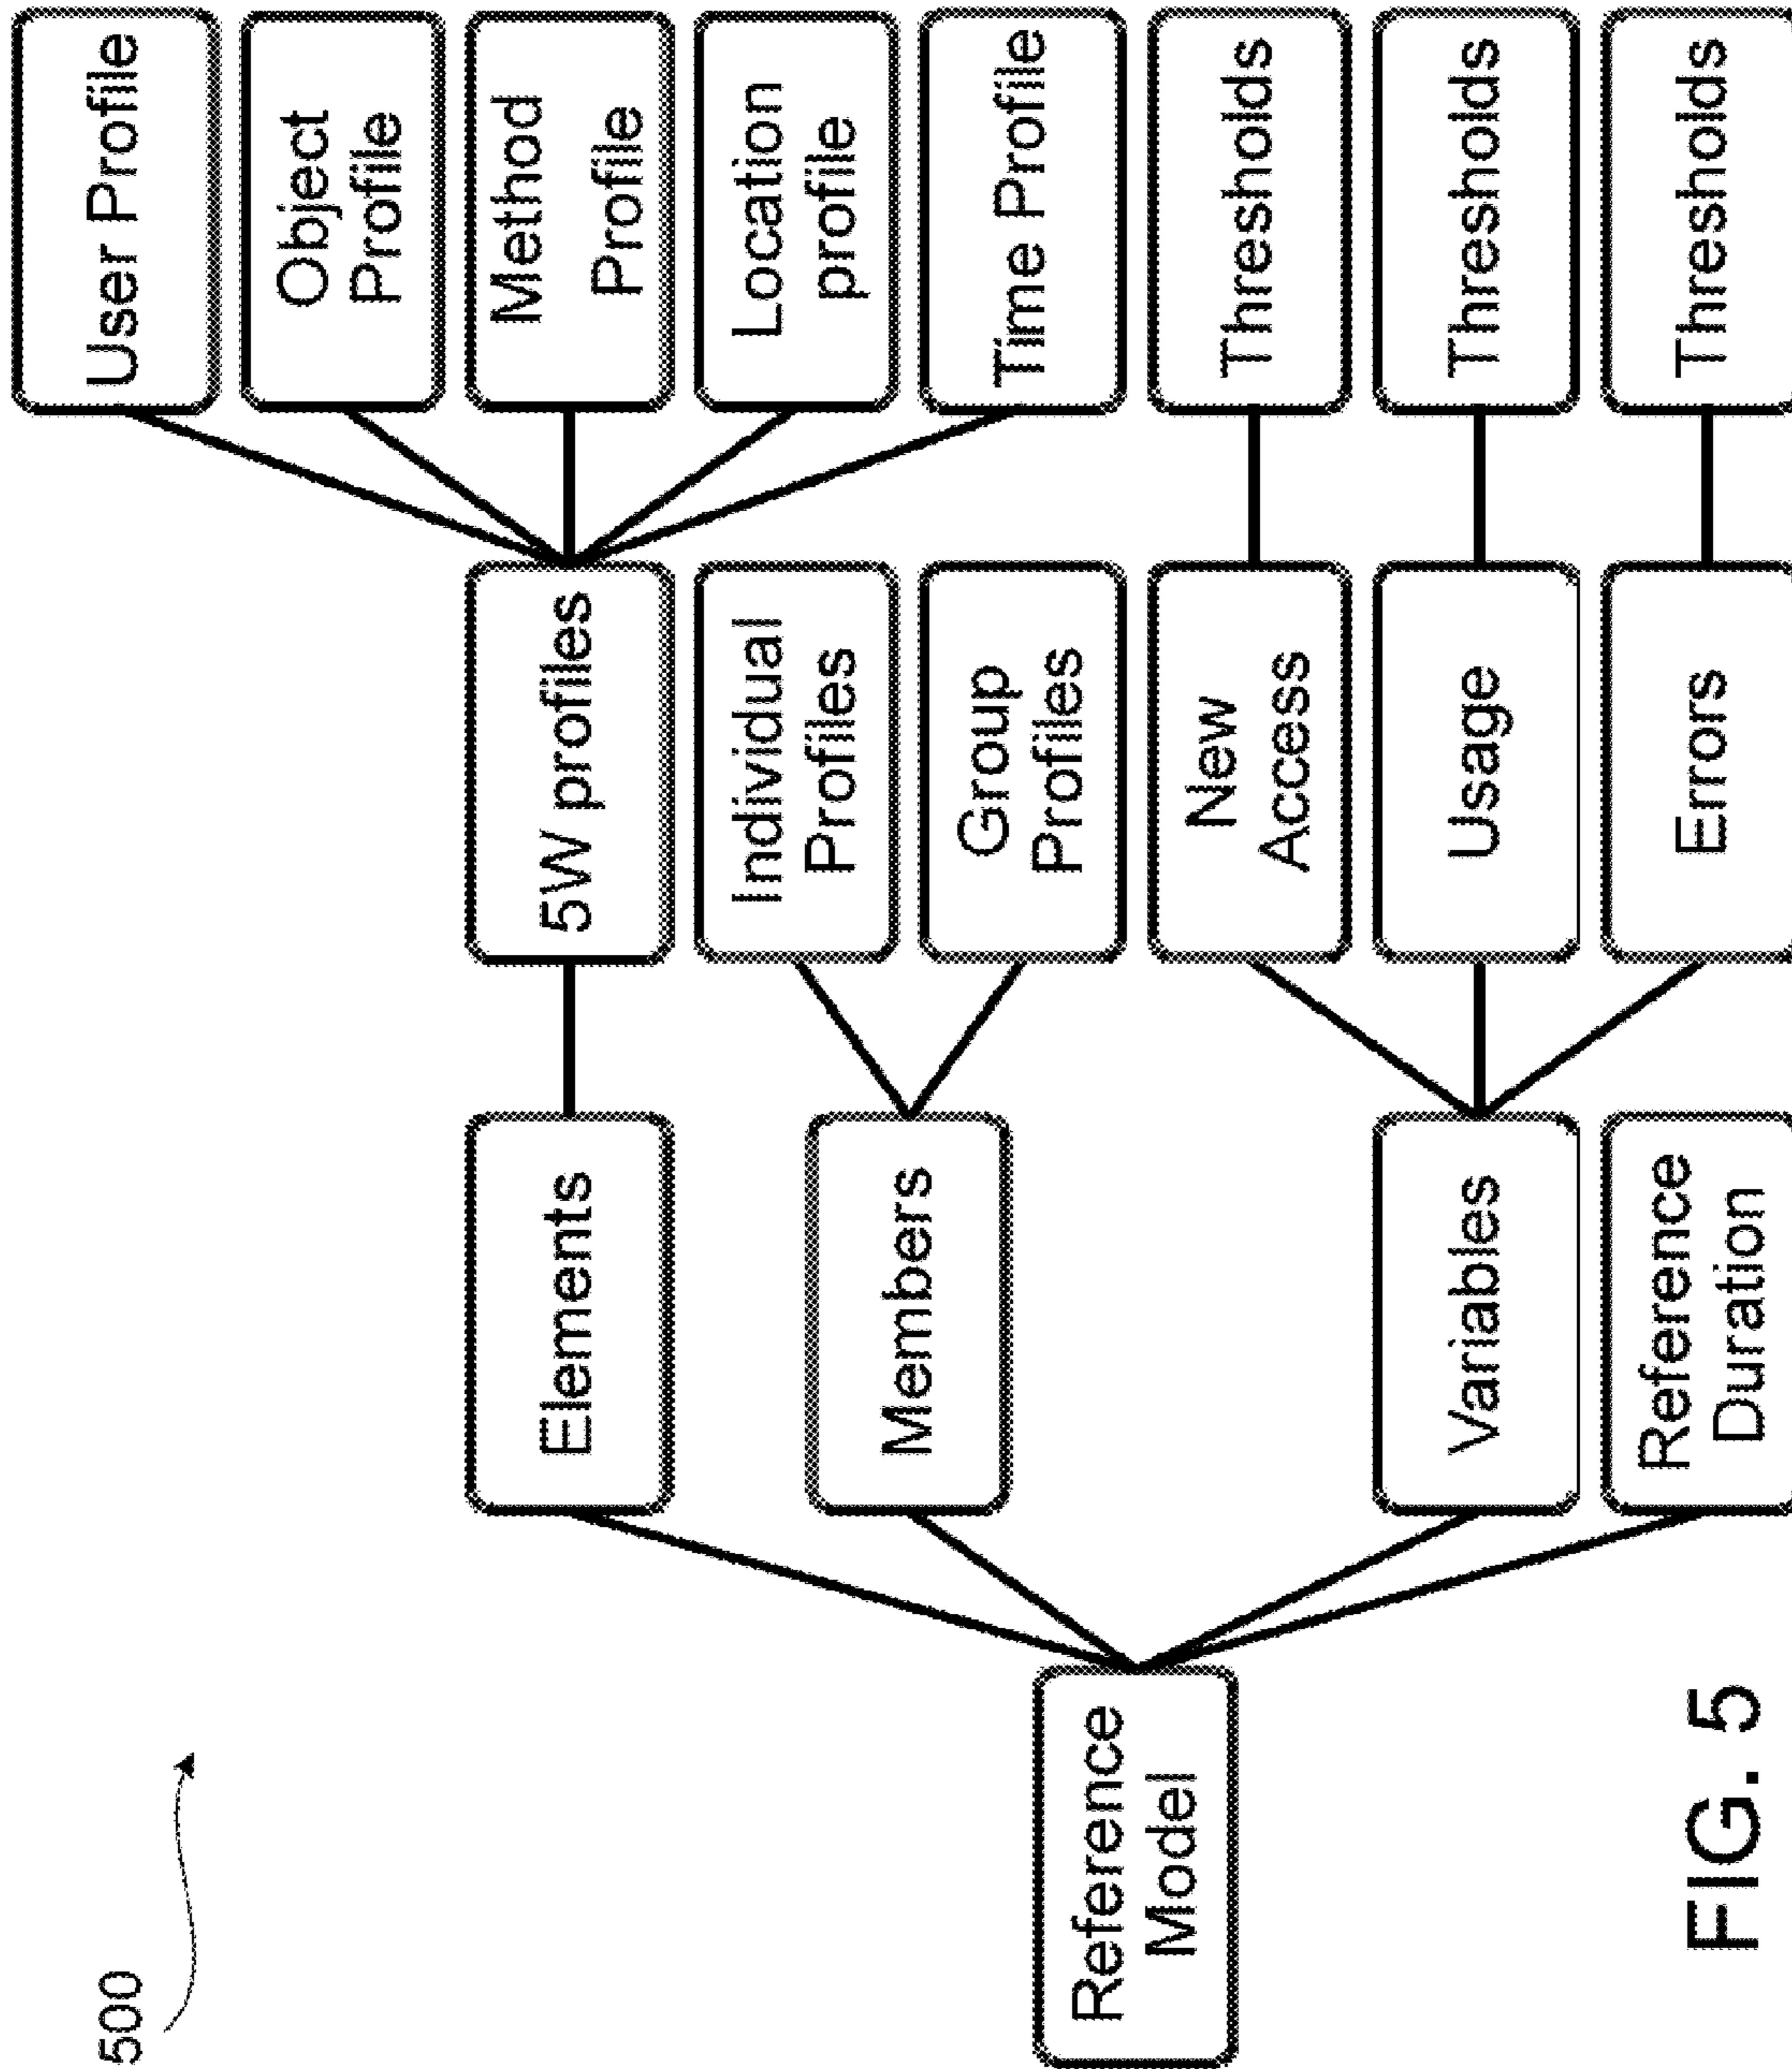 500
Reference
Model
Elements
Members
Variables
Reference
Duration
5W profiles
Individual
Profiles
Group
Profiles
New
Access
Usage
Errors
User Profile
Object
Profile
Method
Profile
Location
profile
Time Profile
Thresholds
Thresholds
Thresholds
FIG. 5